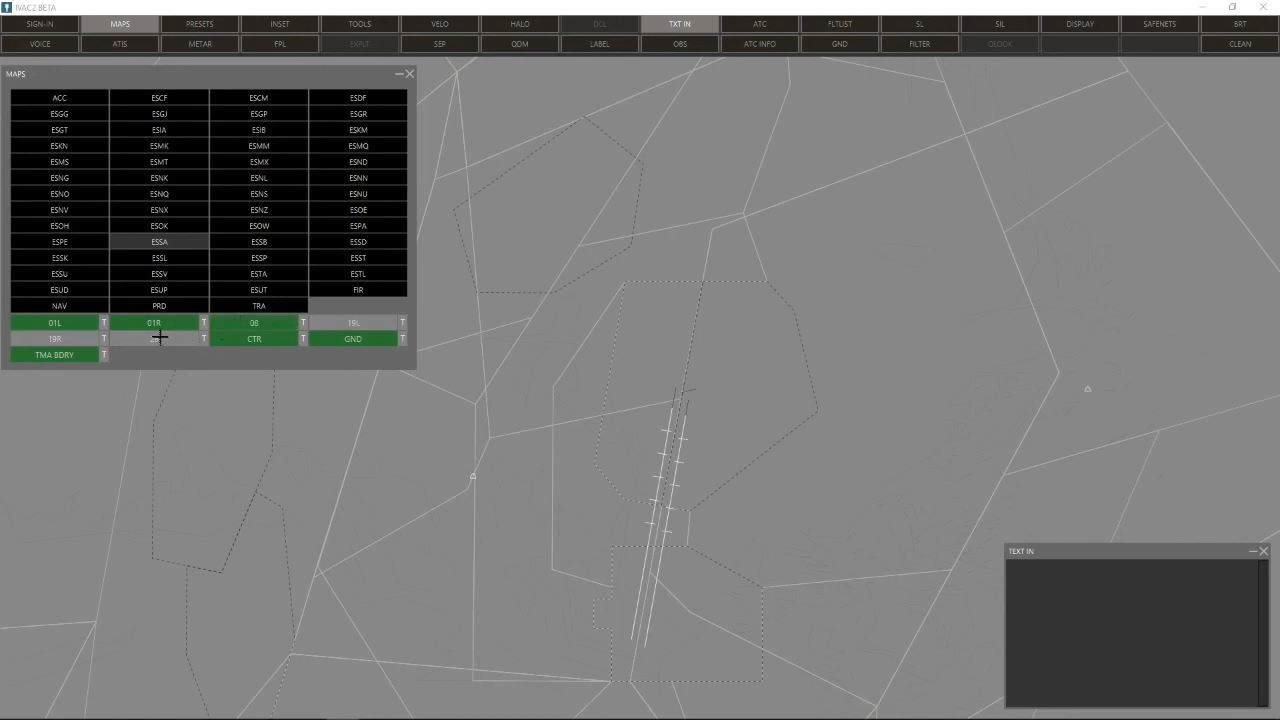 IVACZ BETA
SIGN-IN MAPS PRESETS INSET TOOLS VELO HALO DCL TXT IN ATC FLTLIST SL SIL DISPLAY SAFENETS BRT
VOICE ATIS METAR FPL EXPLT SEP QDM LABEL OBS ATC INFO GND FILTER QLOOK CLEAN
MAPS
ACC ESCF ESCM ESDF
ESGG ESGJ ESGP ESGR
ESGT ESIA ESIB ESKM
ESKN ESMK ESMM ESMQ
ESMS ESMT ESMX ESND
ESNG ESNK ESNL ESNN
ESNO ESNQ ESNS ESNU
ESNV ESNX ESNZ ESOE
ESOH ESOK ESOW ESPA
ESPE ESSA ESSB ESSD
ESSK ESSL ESSP ESST
ESSU ESSV ESTA ESTL
ESUD ESUP ESUT FIR
NAV PRD TRA
01L T 01R T 08 T 19L T
19R T T CTR T GND T
TMA BDRY T
TEXT IN